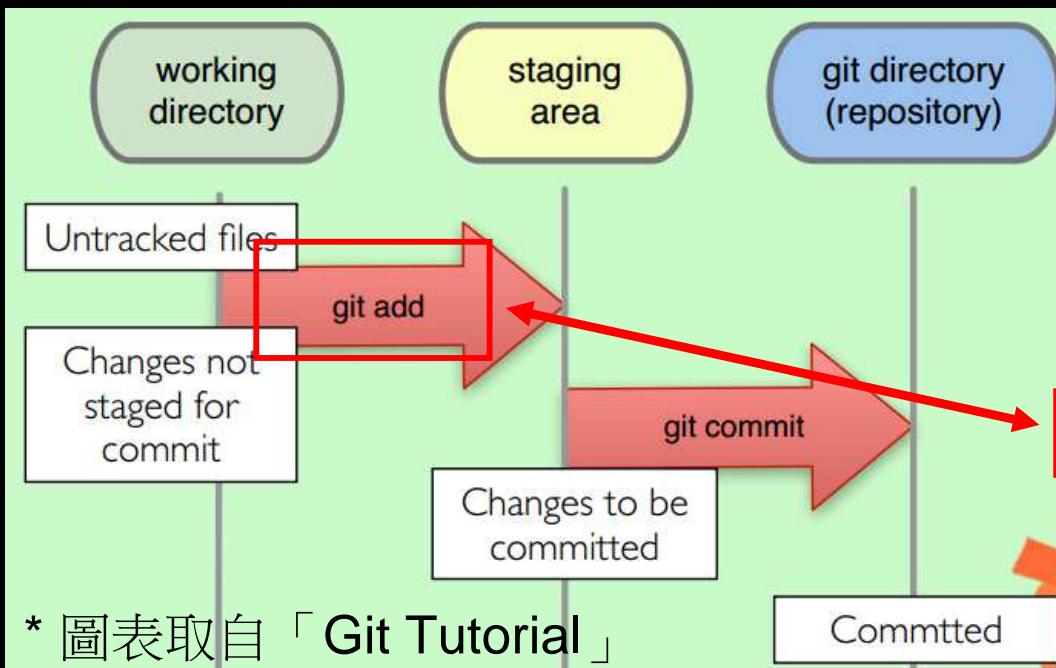 working
directory
staging
area
git directory
(repository)
Untracked files
git add
Changes not
staged for
commit
git commit
Changes to be
committed
Commtted
* 圖表取自「Git Tutorial」